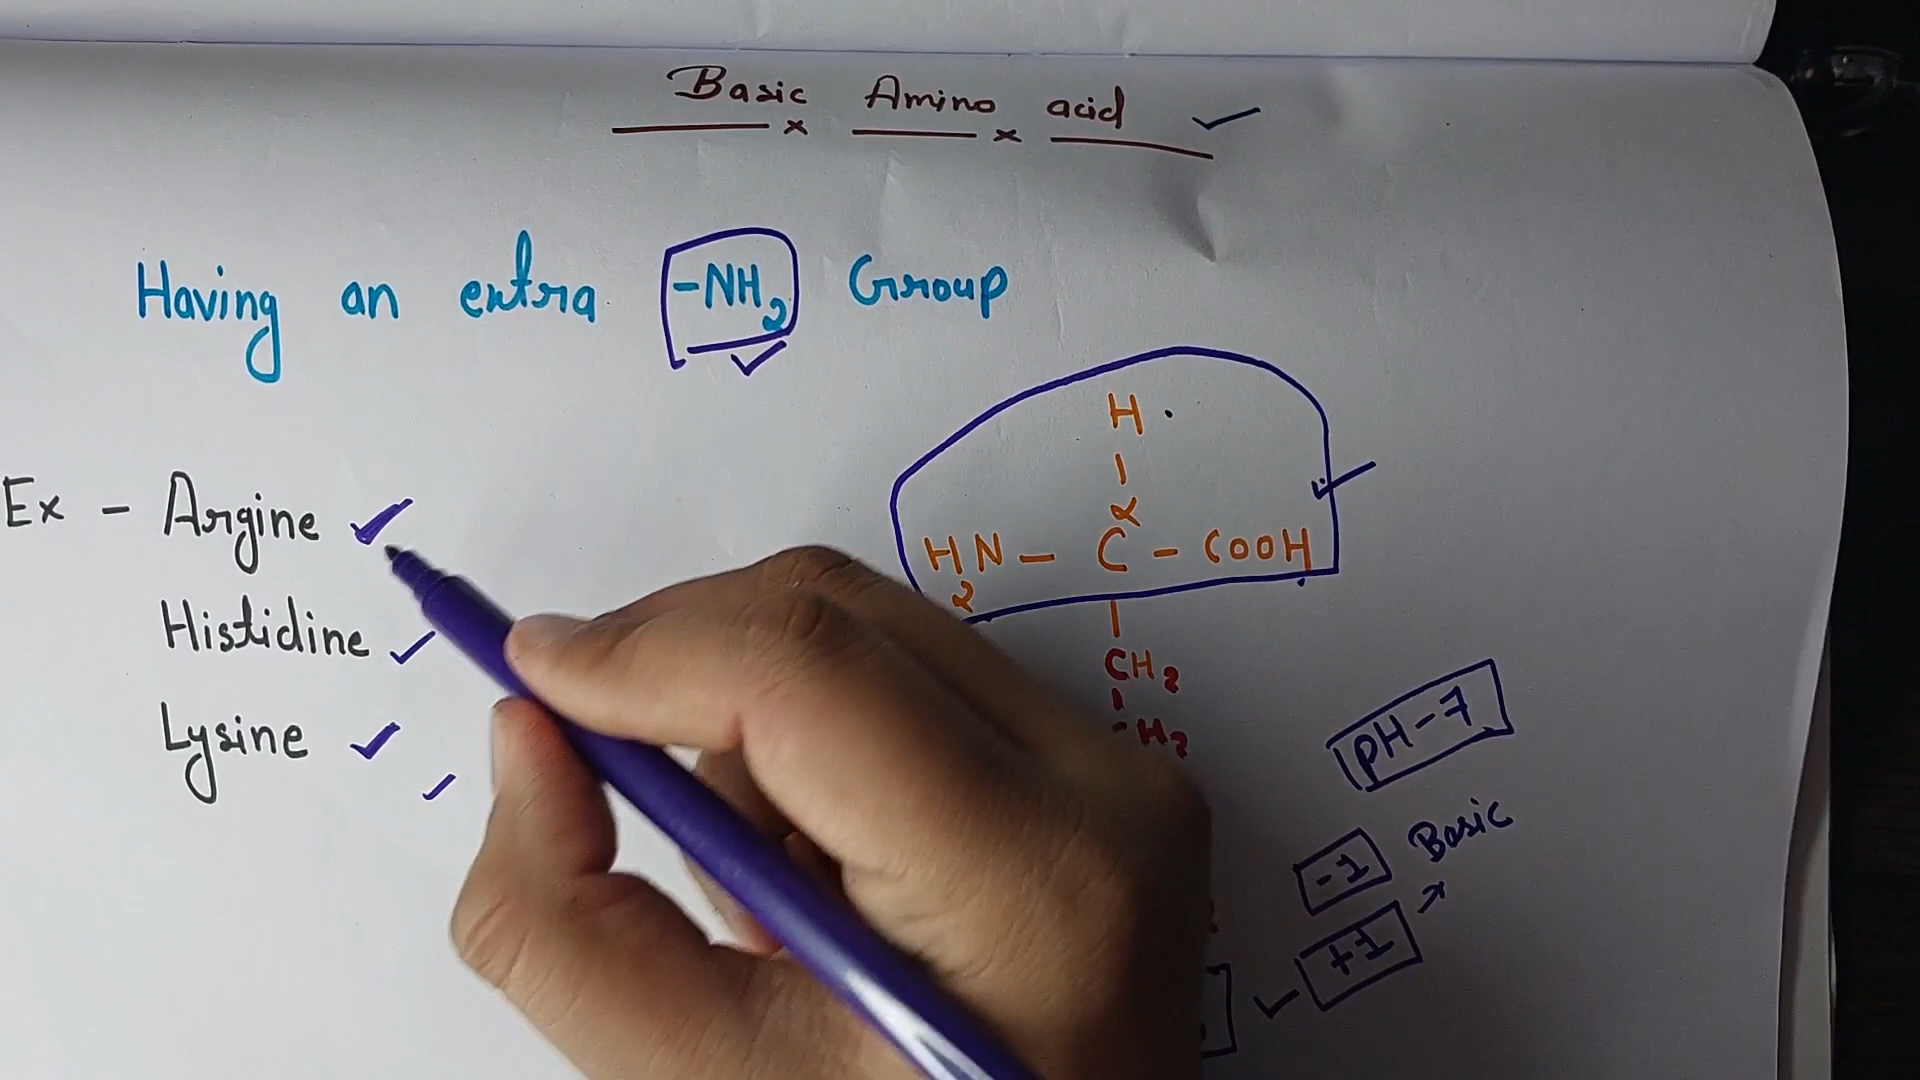 Basic Amino acid
Having an extra -NH2 Group
Ex - Argine
Histidine
Lysine
H
α
H2N - C - COOH
CH2
H2
pH-7
-1 Basic
+1